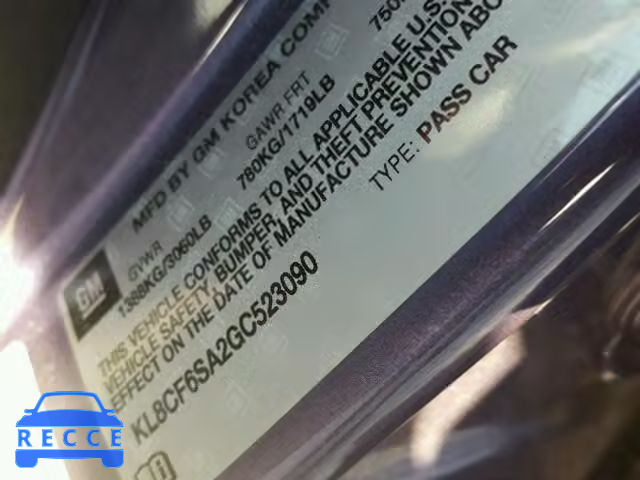 MFD BY GM KOREA COMP
GVWR
GAWR FRT
1388KG/3060LB
780KG/1719LB
750
THIS VEHICLE CONFORMS TO ALL APPLICABLE U.S.
VEHICLE SAFETY, BUMPER, AND THEFT PREVENTION
EFFECT ON THE DATE OF MANUFACTURE SHOWN ABO
KL8CF6SA2GC523090
TYPE: PASS CAR
GM
RECCE